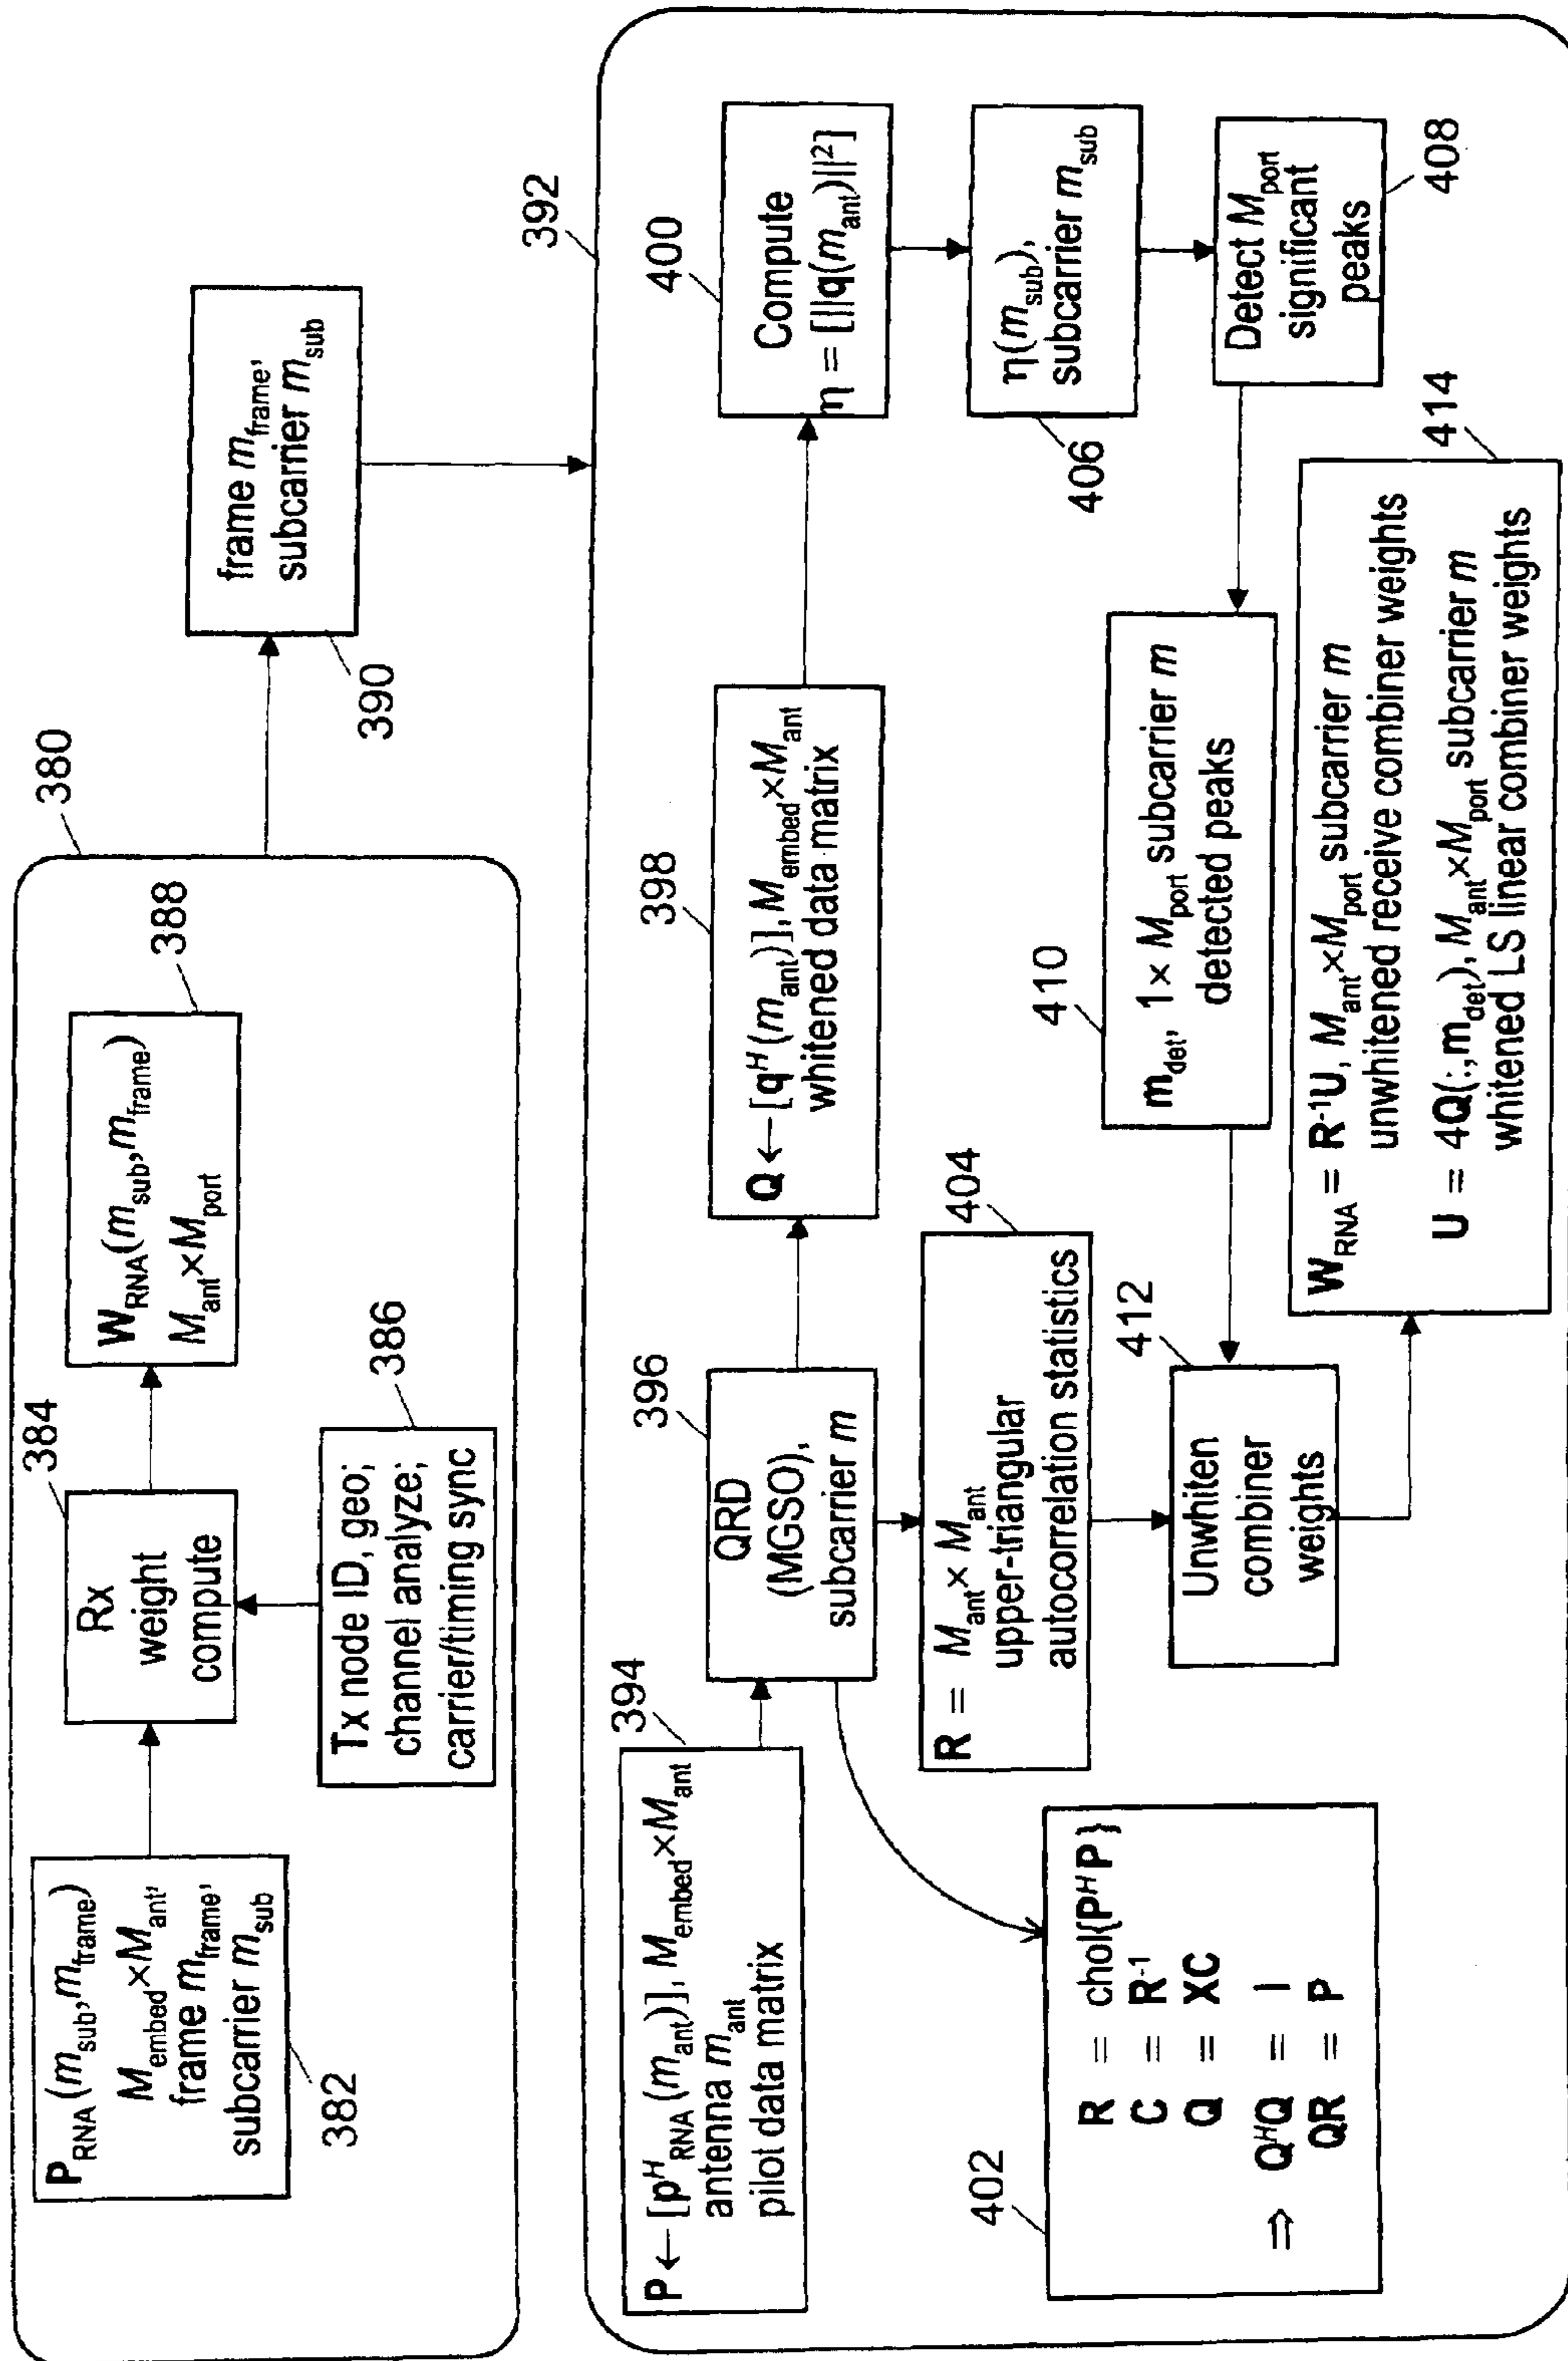 380
P_RNA (m_sub, m_frame)
M_embed×M_ant,
frame m_frame,
subcarrier m_sub
382
384
Rx
weight
compute
W_RNA(m_sub, m_frame)
M_ant×M_port
388
386
Tx node ID, geo;
channel analyze;
carrier/timing sync
frame m_frame,
subcarrier m_sub
390
392
394
P ← [p^H_RNA (m_ant)], M_embed×M_ant
antenna m_ant
pilot data matrix
396
QRD
(MGSO),
subcarrier m
398
Q ← [q^H (m_ant)], M_embed×M_ant
whitened data matrix
400
Compute
η = [||q(m_ant)||²]
402
R = chol{P^H P}
C = R⁻¹
Q = XC
⇒ Q^H Q = I
QR = P
404
R = M_ant× M_ant
upper-triangular
autocorrelation statistics
η(m_sub),
subcarrier m_sub
406
Detect M_port
significant
peaks
408
410
m_det, 1× M_port subcarrier m
detected peaks
412
Unwhiten
combiner
weights
414
W_RNA = R⁻¹U, M_ant×M_port subcarrier m
unwhitened receive combiner weights
U = 4Q(:,m_det), M_ant×M_port subcarrier m
whitened LS linear combiner weights